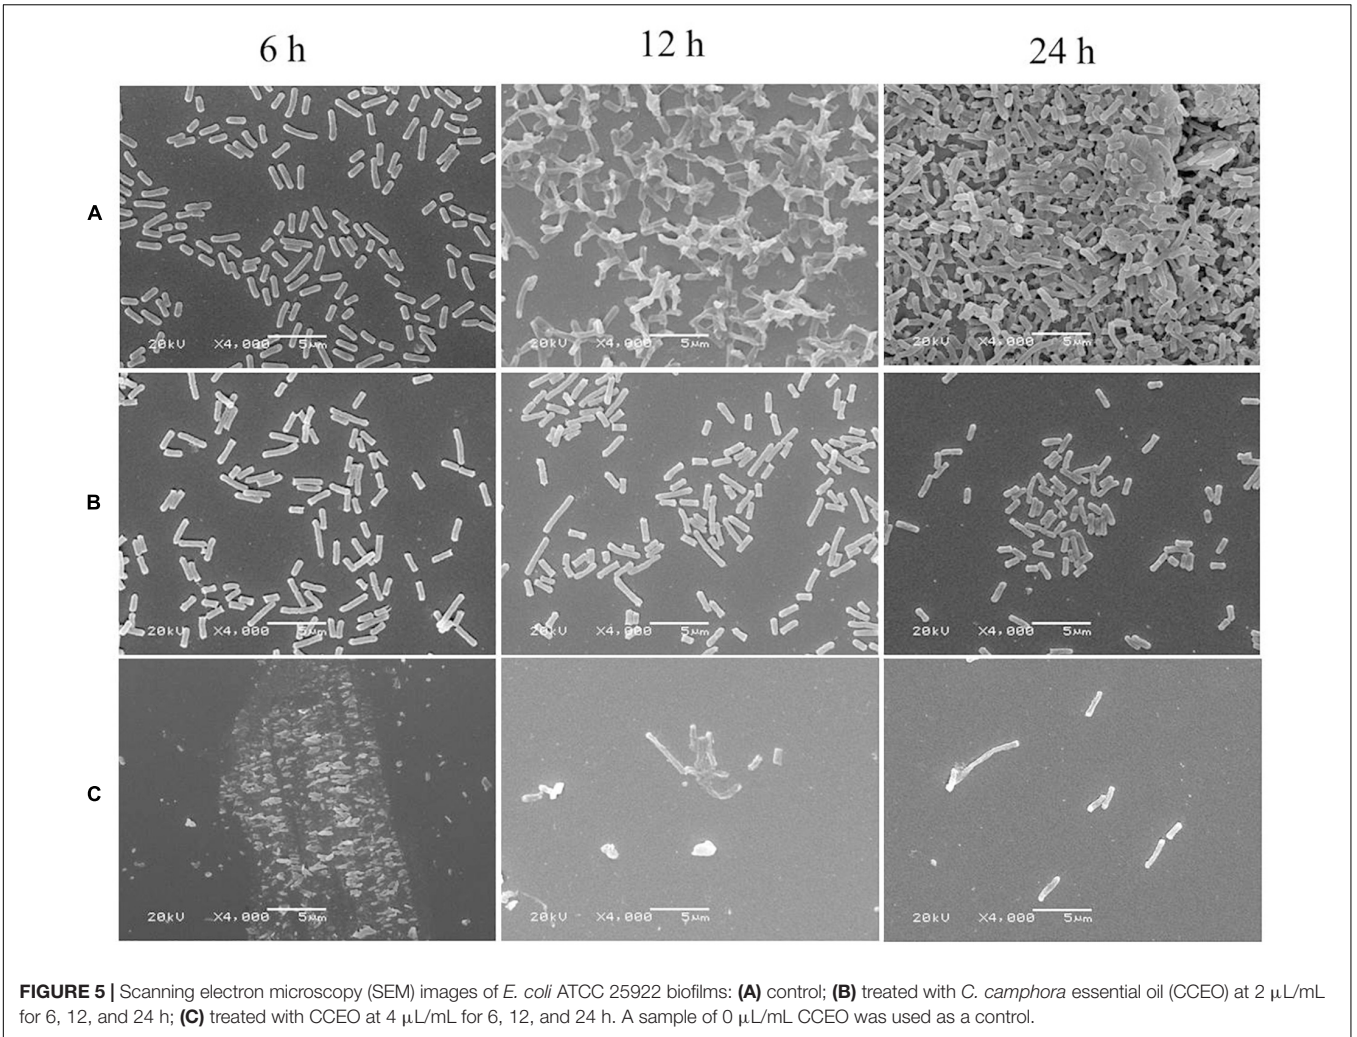 6 h 12 h 24 h
A
20kV X4,000 5μm 20kV X4,000 5μm 20kV X4,000 5μm
B
20kV X4,000 5μm 20kV X4,000 5μm 20kV X4,000 5μm
C
20kV X4,000 5μm 20kV X4,000 5μm 20kV X4,000 5μm
FIGURE 5 | Scanning electron microscopy (SEM) images of E. coli ATCC 25922 biofilms: (A) control; (B) treated with C. camphora essential oil (CCEO) at 2 μL/mL
for 6, 12, and 24 h; (C) treated with CCEO at 4 μL/mL for 6, 12, and 24 h. A sample of 0 μL/mL CCEO was used as a control.